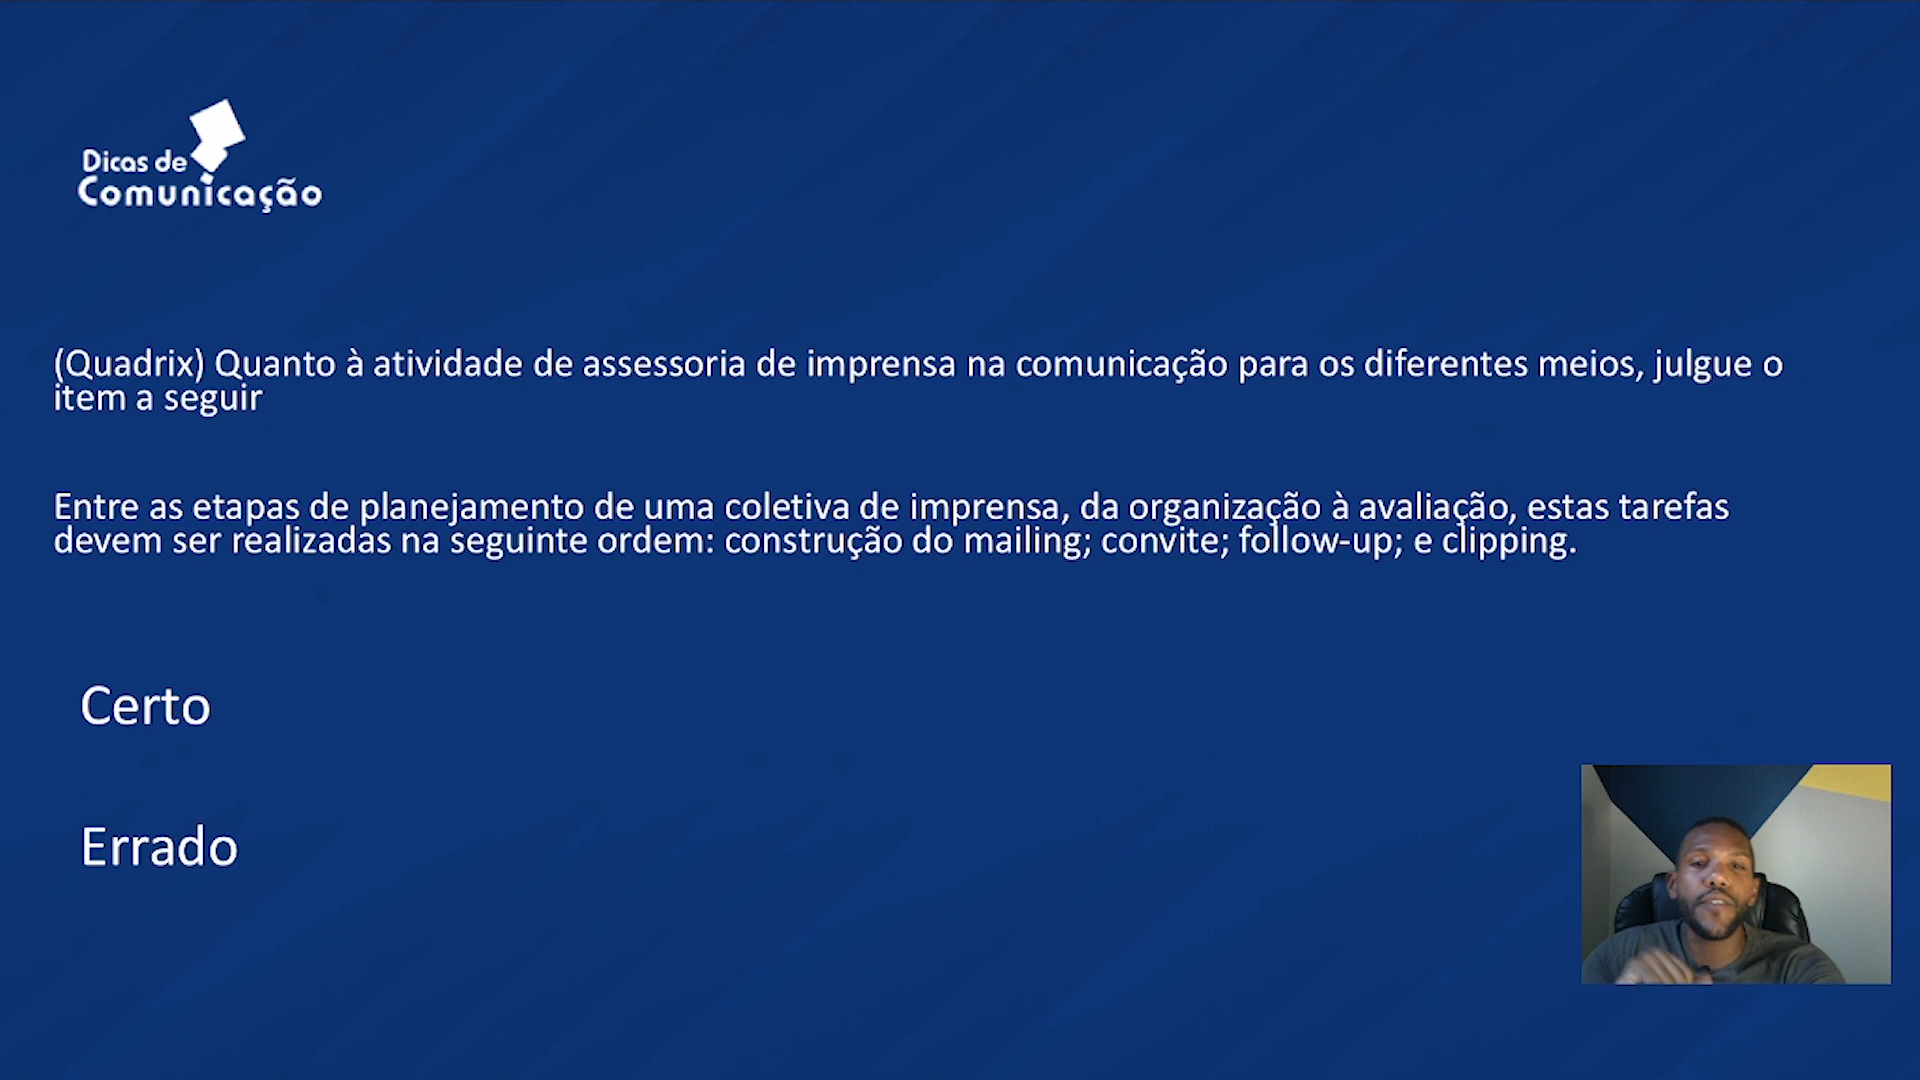 Dicas de
Comunicação
(Quadrix) Quanto à atividade de assessoria de imprensa na comunicação para os diferentes meios, julgue o
item a seguir
Entre as etapas de planejamento de uma coletiva de imprensa, da organização à avaliação, estas tarefas
devem ser realizadas na seguinte ordem: construção do mailing; convite; follow-up; e clipping.
Certo
Errado